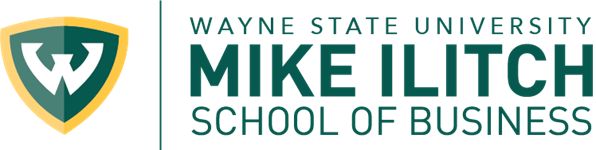 W
WAYNE STATE UNIVERSITY
MIKE ILITCH
SCHOOL OF BUSINESS